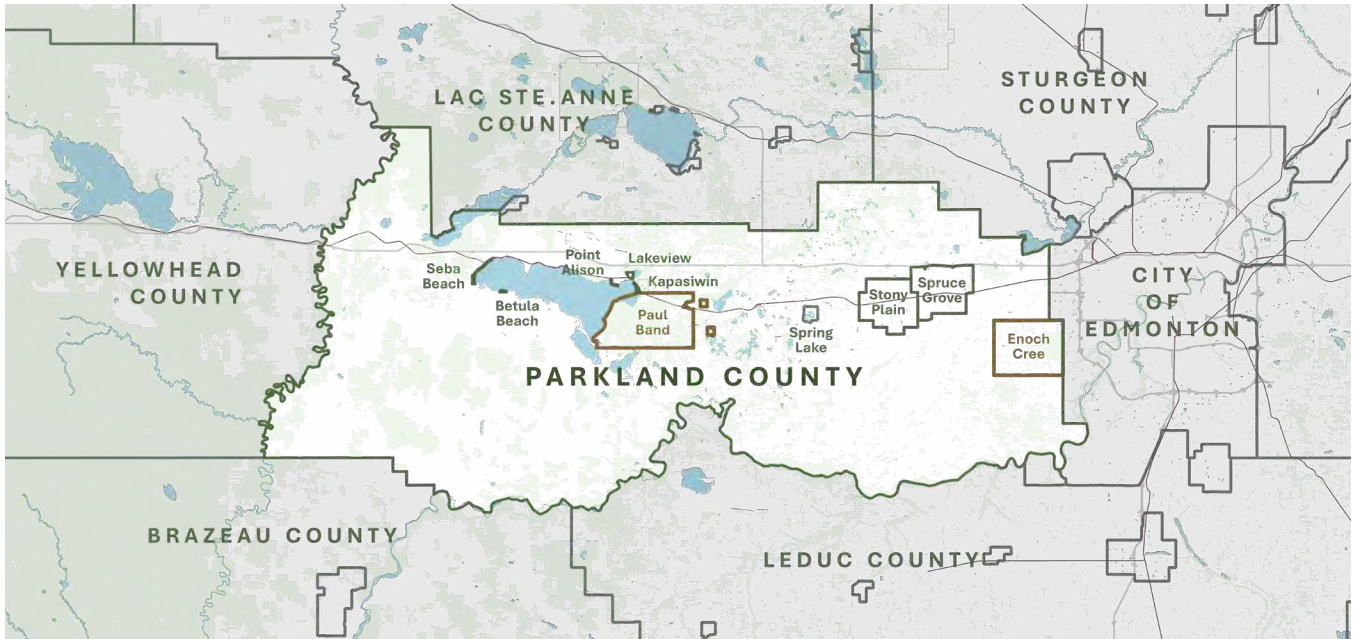 STURGEON
COUNTY
LAC STE.ANNE
COUNTY
YELLOWHEAD
COUNTY
Seba
Beach
Point
Alison
Lakeview
Kapasiwin
Betula
Beach
Paul
Band
Spring
Lake
Stony
Plain
Spruce
Grove
Enoch
Cree
CITY
OF
EDMONTON
PARKLAND COUNTY
BRAZEAU COUNTY
LEDUC COUNTY